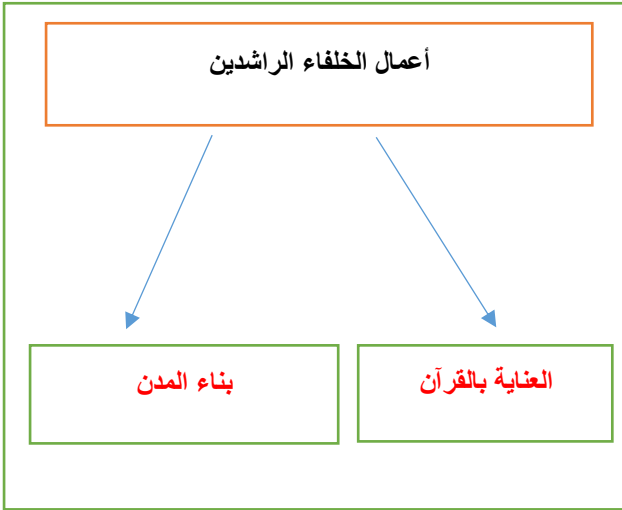 أعمال الخلفاء الراشدين
العناية بالقرآن
بناء المدن